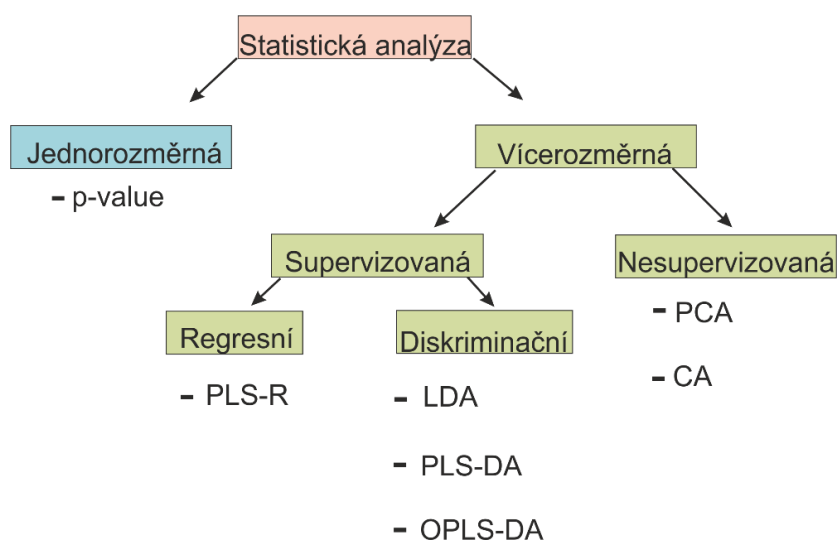 Statistická analýza
Jednorozměrná
- p-value
Vícerozměrná
Supervizovaná
Regresní
- PLS-R
Diskriminační
- LDA
- PLS-DA
- OPLS-DA
Nesupervizovaná
- PCA
- CA